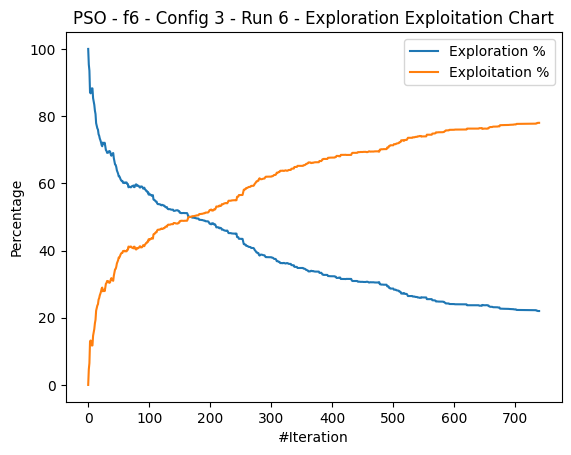 PSO - f6 - Config 3 - Run 6 - Exploration Exploitation Chart
Exploration %
Exploitation %
Percentage
100
80
60
40
20
0
0 100 200 300 400 500 600 700
#Iteration